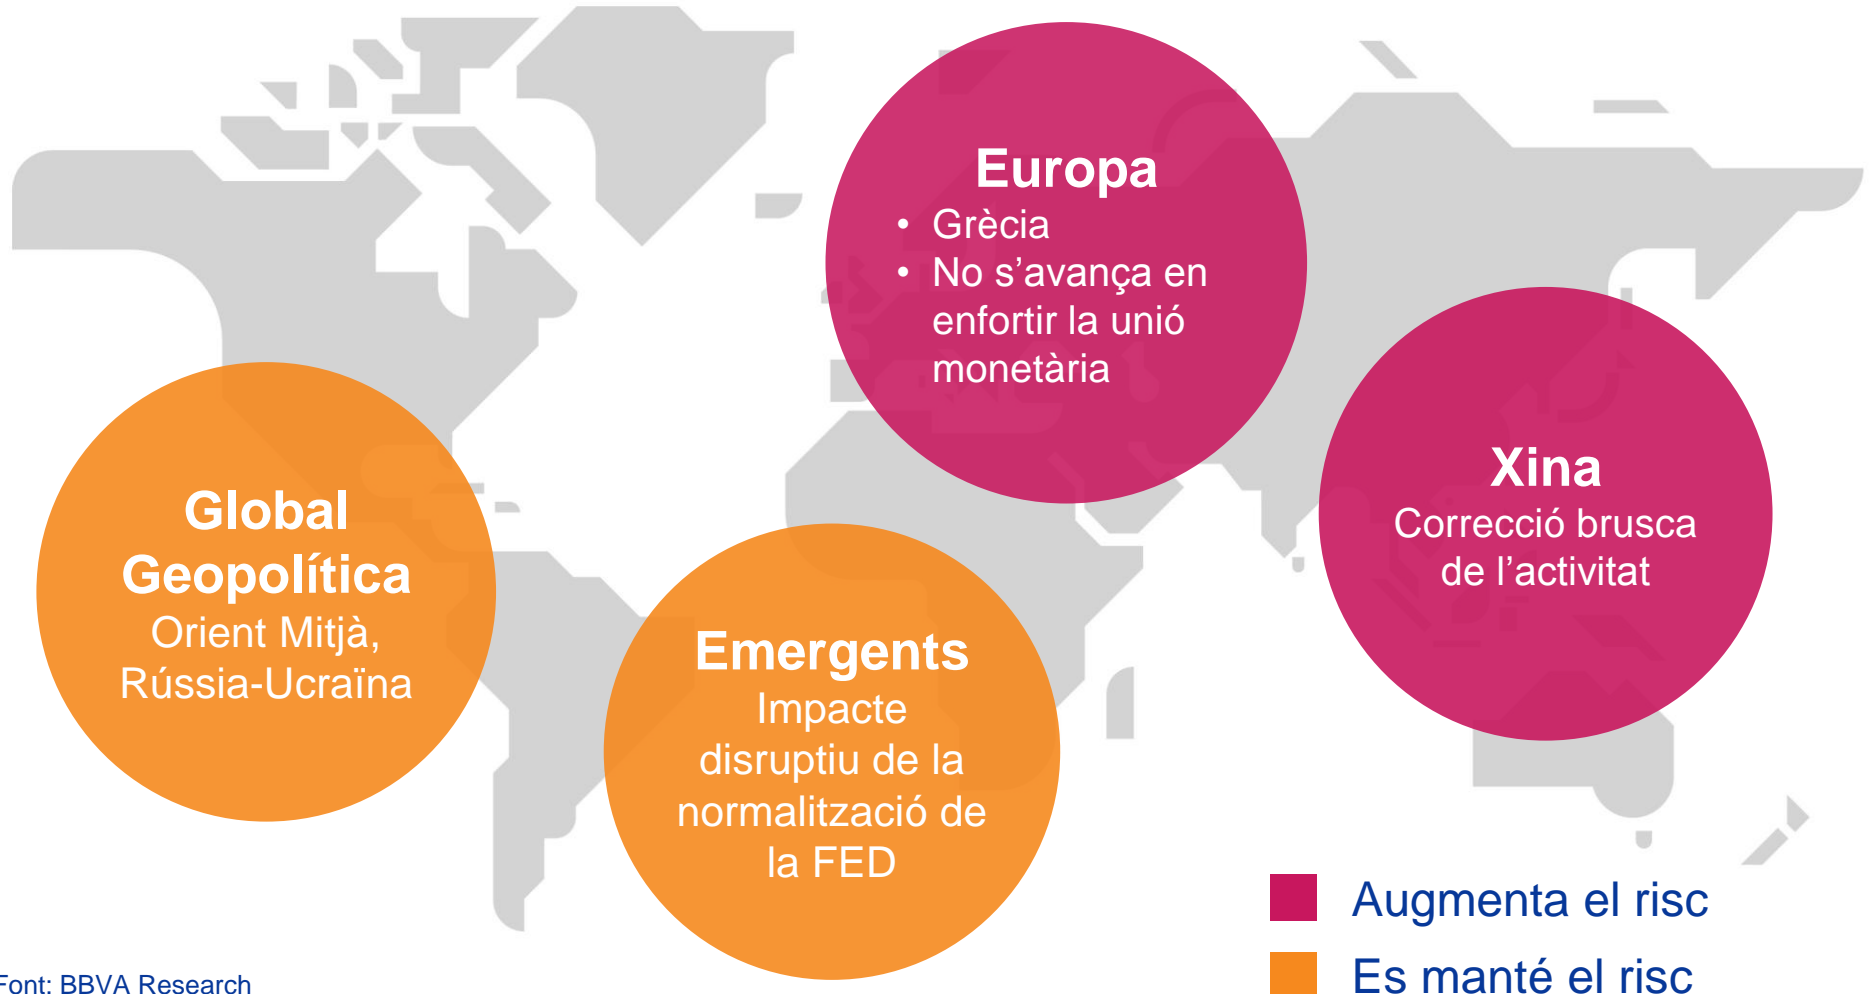 Europa
• Grècia
• No s’avança en
enfortir la unió
monetària
Xina
Correcció brusca
de l’activitat
Global
Geopolítica
Orient Mitjà,
Rússia-Ucraïna
Emergents
Impacte
disruptiu de la
normalització de
la FED
Augmenta el risc
Es manté el risc
Font: BBVA Research